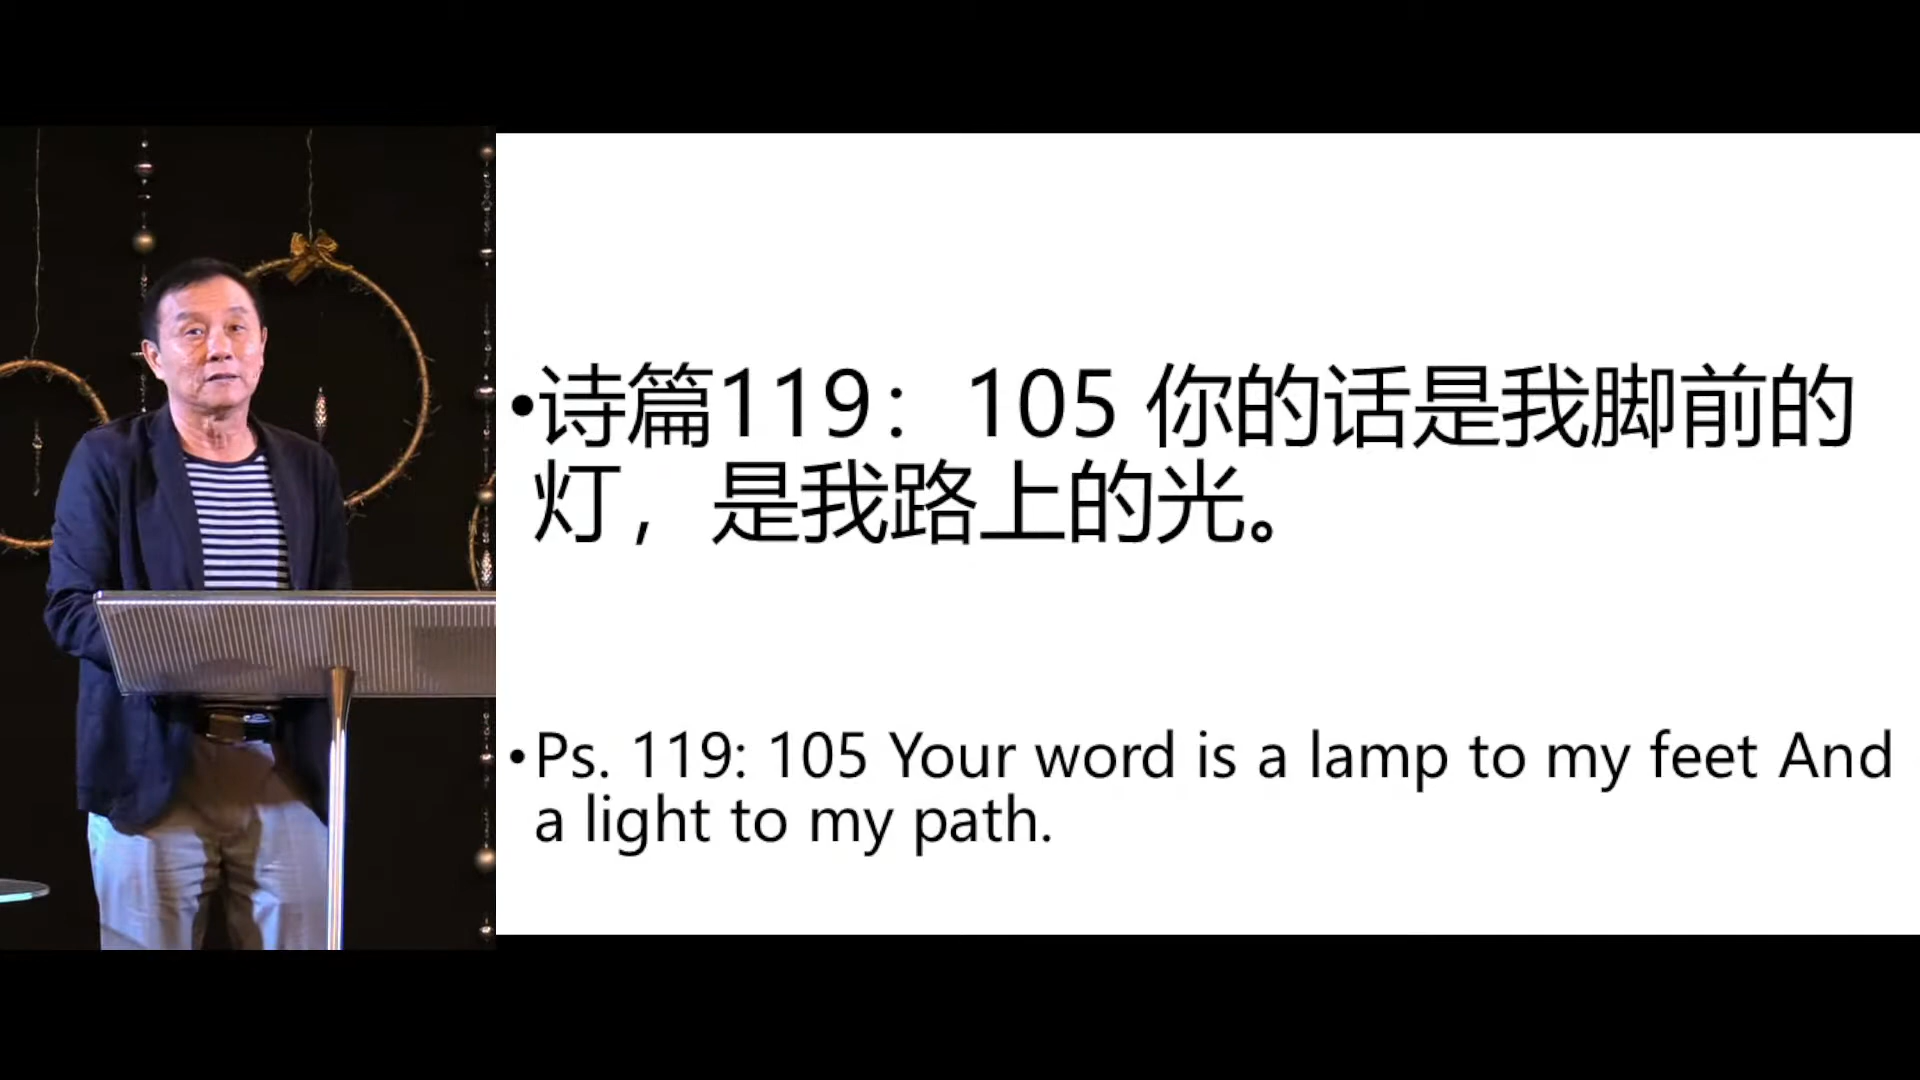 •诗篇119：105 你的话是我脚前的
灯，是我路上的光。
•Ps. 119: 105 Your word is a lamp to my feet And
a light to my path.